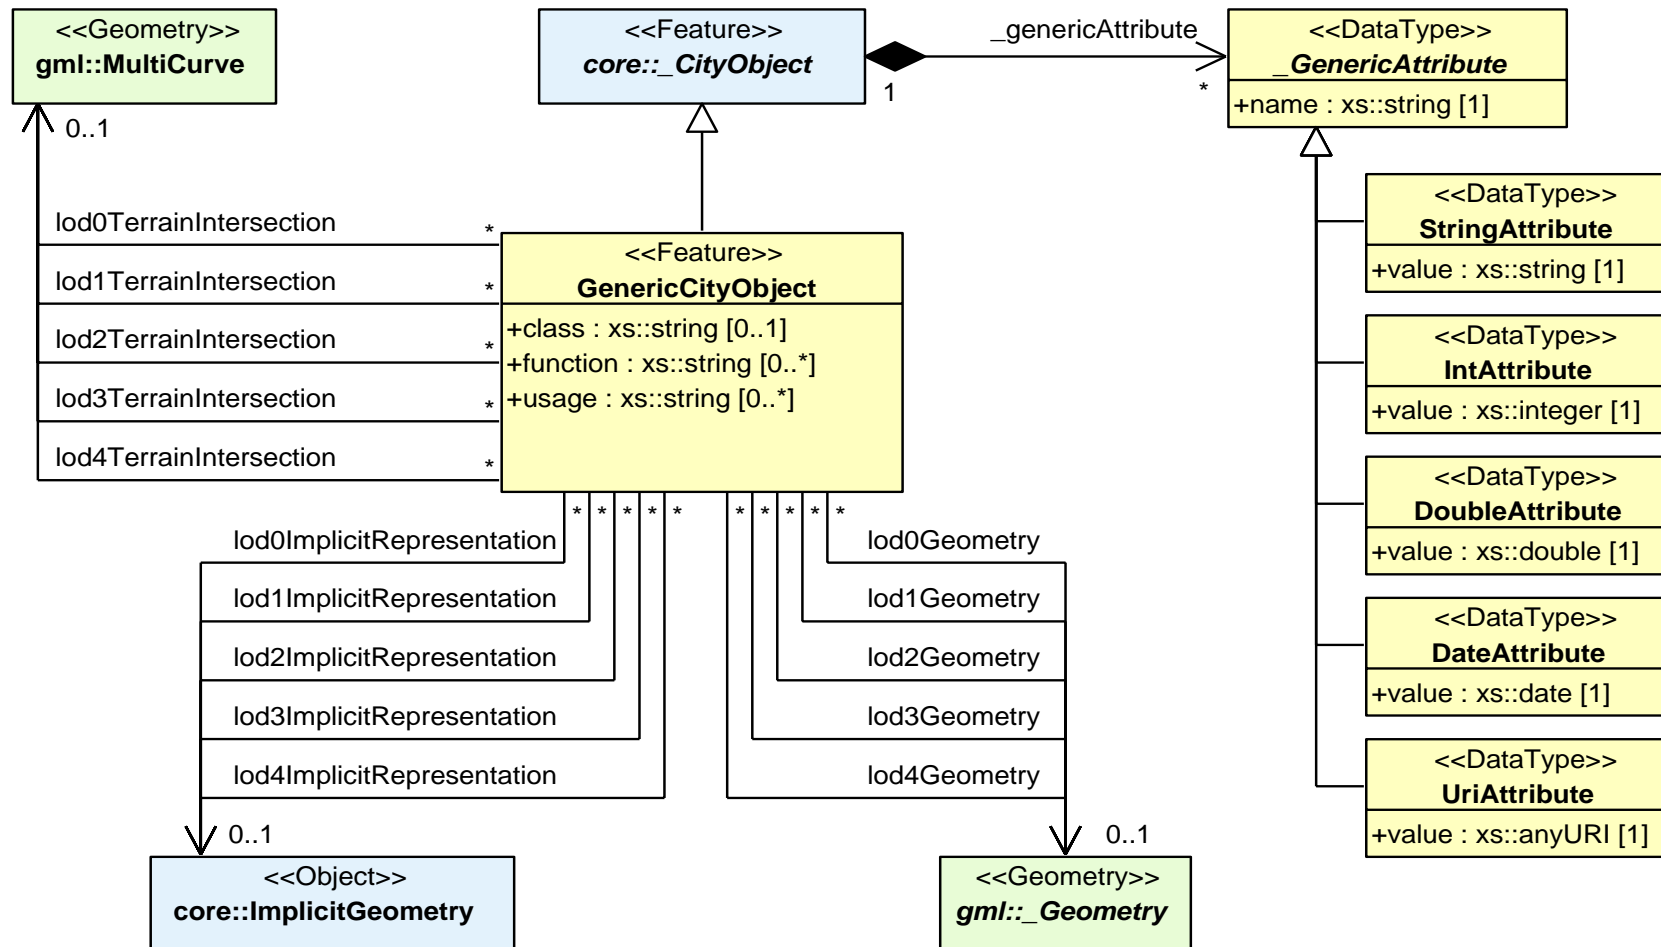 <<Geometry>>
gml::MultiCurve
<<Feature>>
core::_CityObject
_genericAttribute
1
*
<<DataType>>
_GenericAttribute
+name : xs::string [1]
0..1
lod0TerrainIntersection
*
lod1TerrainIntersection
*
lod2TerrainIntersection
*
lod3TerrainIntersection
*
lod4TerrainIntersection
*
<<Feature>>
GenericCityObject
+class : xs::string [0..1]
+function : xs::string [0..*]
+usage : xs::string [0..*]
<<DataType>>
StringAttribute
+value : xs::string [1]
<<DataType>>
IntAttribute
+value : xs::integer [1]
<<DataType>>
DoubleAttribute
+value : xs::double [1]
<<DataType>>
DateAttribute
+value : xs::date [1]
<<DataType>>
UriAttribute
+value : xs::anyURI [1]
* * * * *
* * * * *
lod0ImplicitRepresentation
lod1ImplicitRepresentation
lod2ImplicitRepresentation
lod3ImplicitRepresentation
lod4ImplicitRepresentation
0..1
lod0Geometry
lod1Geometry
lod2Geometry
lod3Geometry
lod4Geometry
0..1
<<Object>>
core::ImplicitGeometry
<<Geometry>>
gml::_Geometry